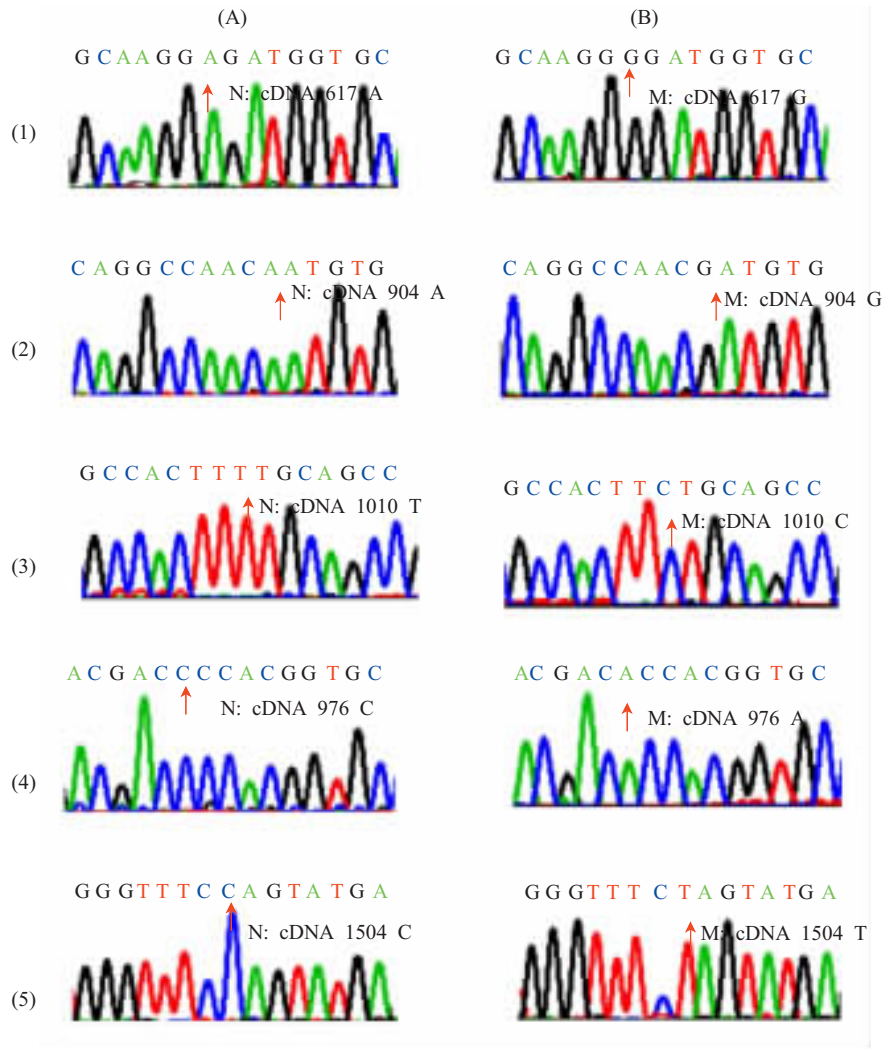 (A) (B)
(1)
G C A A G G A G A T G G T G C
N: cDNA 617 A
G C A A G G G G A T G G T G C
M: cDNA 617 G
(2)
C A G G C C A A C A A T G T G
N: cDNA 904 A
C A G G C C A A C G A T G T G
M: cDNA 904 G
(3)
G C C A C T T T T G C A G C C
N: cDNA 1010 T
G C C A C T T C T G C A G C C
M: cDNA 1010 C
(4)
A C G A C C C C A C G G T G C
N: cDNA 976 C
A C G A C A C C A C G G T G C
M: cDNA 976 A
(5)
G G G T T T C C A G T A T G A
N: cDNA 1504 C
G G G T T T C T A G T A T G A
M: cDNA 1504 T